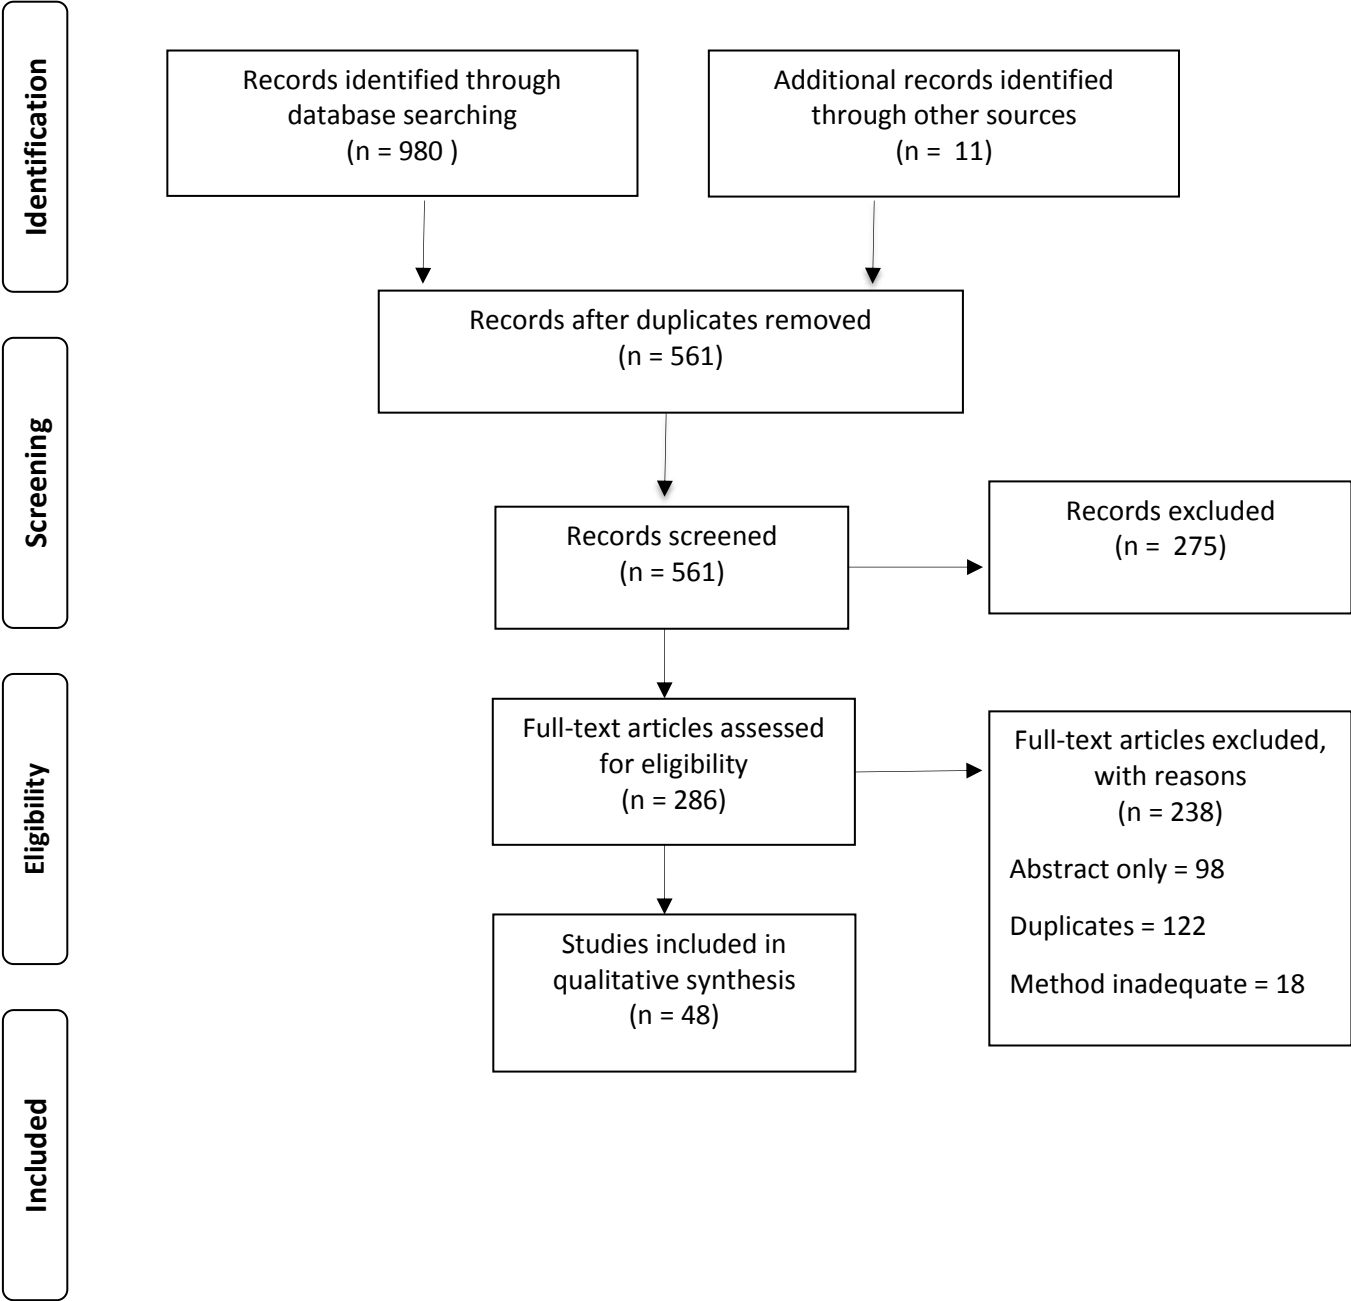 Identification
Records identified through
database searching
(n = 980 )
Additional records identified
through other sources
(n =  11)
Records after duplicates removed
(n = 561)
Screening
Records screened
(n = 561)
Records excluded
(n =  275)
Eligibility
Full-text articles assessed
for eligibility
(n = 286)
Full-text articles excluded,
with reasons
(n = 238)
Abstract only = 98
Duplicates = 122
Method inadequate = 18
Studies included in
qualitative synthesis
(n = 48)
Included